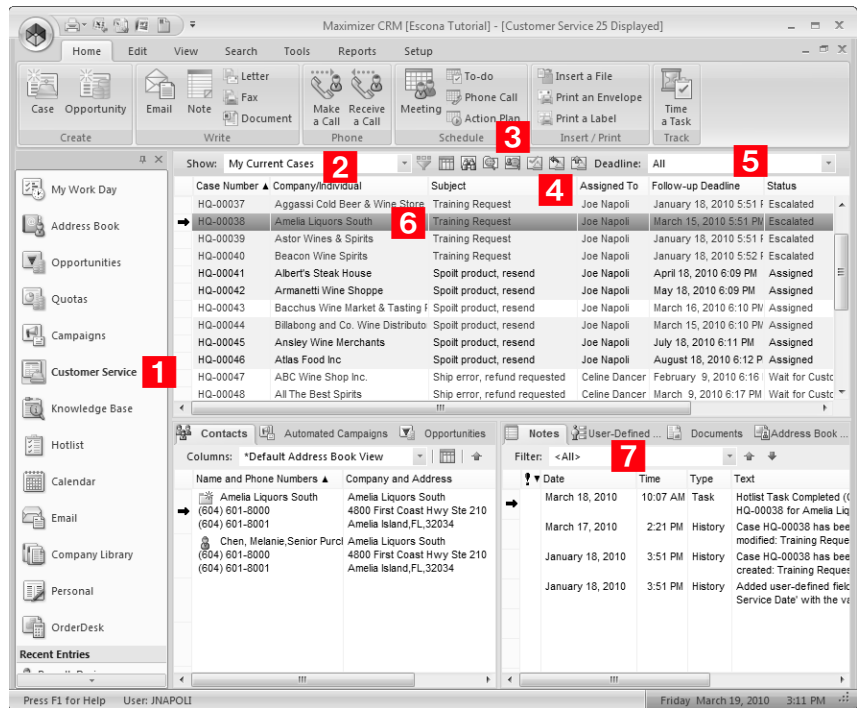 Maximizer CRM [Escona Tutorial] - [Customer Service 25 Displayed]
Home Edit View Search Tools Reports Setup
Case Opportunity
Create
Email Note Letter
Fax
Document
Write
Make a Call Receive a Call
Phone
Meeting To-do
Phone Call
Action Plan
Schedule
Insert a File
Print an Envelope
Print a Label
Insert / Print
Time a Task
Track
3
My Work Day
Address Book
Opportunities
Quotas
Campaigns
Customer Service 1
Knowledge Base
Hotlist
Calendar
Email
Company Library
Personal
OrderDesk
Recent Entries
Show: My Current Cases 2 Deadline: All 5
4
6
Case Number Company/Individual Subject Assigned To Follow-up Deadline Status
HQ-00037 Aggassi Cold Beer & Wine Store Training Request Joe Napoli January 18, 2010 5:51 Escalated
HQ-00038 Amelia Liquors South Training Request Joe Napoli March 15, 2010 5:51 PM Escalated
HQ-00039 Astor Wines & Spirits Training Request Joe Napoli January 18, 2010 5:51 Escalated
HQ-00040 Beacon Wine Spirits Training Request Joe Napoli January 18, 2010 5:52 Escalated
HQ-00041 Albert's Steak House Spoilt product, resend Joe Napoli April 18, 2010 6:09 PM Assigned
HQ-00042 Armanetti Wine Shoppe Spoilt product, resend Joe Napoli May 18, 2010 6:09 PM Assigned
HQ-00043 Bacchus Wine Market & Tasting Spoilt product, resend Joe Napoli March 16, 2010 6:10 PM Assigned
HQ-00044 Billabong and Co. Wine Distributo Spoilt product, resend Joe Napoli March 15, 2010 6:10 PM Assigned
HQ-00045 Ansley Wine Merchants Spoilt product, resend Joe Napoli July 18, 2010 6:11 PM Assigned
HQ-00046 Atlas Food Inc Spoilt product, resend Joe Napoli August 18, 2010 6:12 P Assigned
HQ-00047 ABC Wine Shop Inc. Ship error, refund requested Celine Dancer February 9, 2010 6:16 Wait for Custc
HQ-00048 All The Best Spirits Ship error, refund requested Celine Dancer March 9, 2010 6:17 PM Wait for Custc
Contacts Automated Campaigns Opportunities
Columns: *Default Address Book View
Name and Phone Numbers Company and Address
Amelia Liquors South Amelia Liquors South
(604) 601-8000 4800 First Coast Hwy Ste 210
(604) 601-8001 Amelia Island,FL,32034
Chen, Melanie,Senior Purcl Amelia Liquors South
(604) 601-8000 4800 First Coast Hwy Ste 210
(604) 601-8001 Amelia Island,FL,32034
Notes User-Defined ... Documents Address Book ...
Filter: <All> 7
! Date Time Type Text
March 18, 2010 10:07 AM Task Hotlist Task Completed (
HQ-00038 for Amelia Liq
March 17, 2010 2:21 PM History Case HQ-00038 has bee
modified: Training Reque
January 18, 2010 3:51 PM History Case HQ-00038 has bee
created: Training Reques
January 18, 2010 3:51 PM History Added user-defined field
Service Date' with the va
Press F1 for Help User: JNAPOLI Friday March 19, 2010 3:11 PM